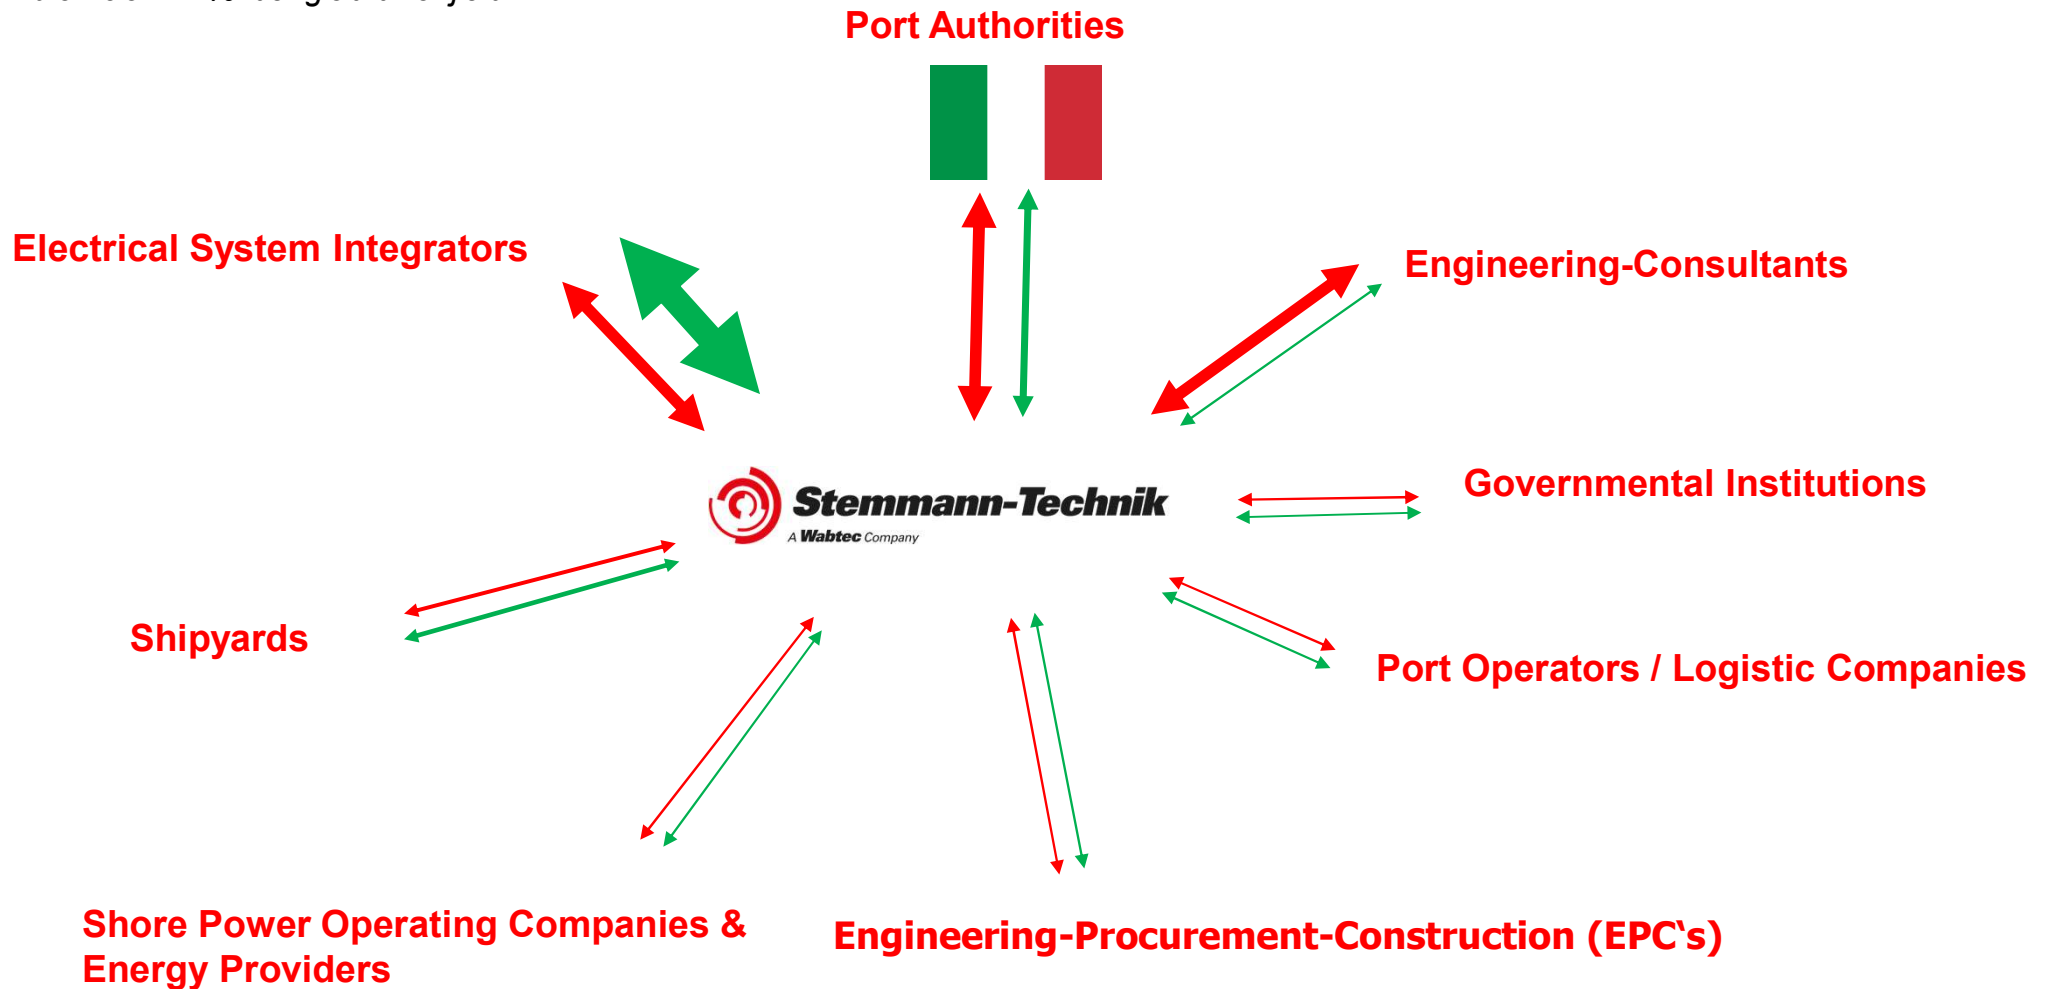 Port Authorities
Electrical System Integrators
Engineering-Consultants
Stemmann-Technik
A Wabtec Company
Governmental Institutions
Shipyards
Port Operators / Logistic Companies
Shore Power Operating Companies &
Energy Providers
Engineering-Procurement-Construction (EPC‘s)